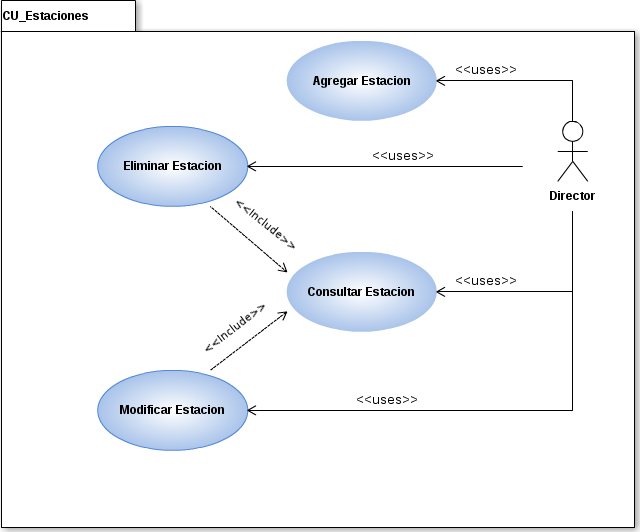 CU_Estaciones
Agregar Estacion
<<uses>>
Eliminar Estacion
<<uses>>
Director
<<Include>>
Consultar Estacion
<<uses>>
<<Include>>
Modificar Estacion
<<uses>>